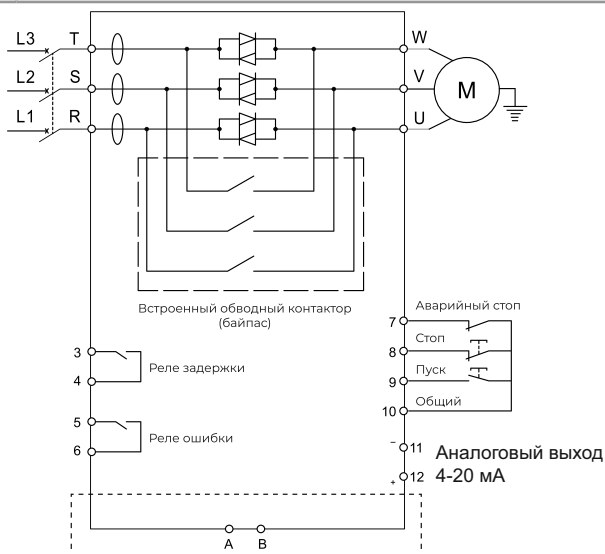 L3 T W
L2 S V
L1 R U
M
Встроенный обводный контактор
(байпас)
7 Аварийный стоп
8 Стоп
9 Пуск
10 Общий
3
4
Реле задержки
5
6
Реле ошибки
− 11
+ 12
Аналоговый выход
4-20 мА
A B